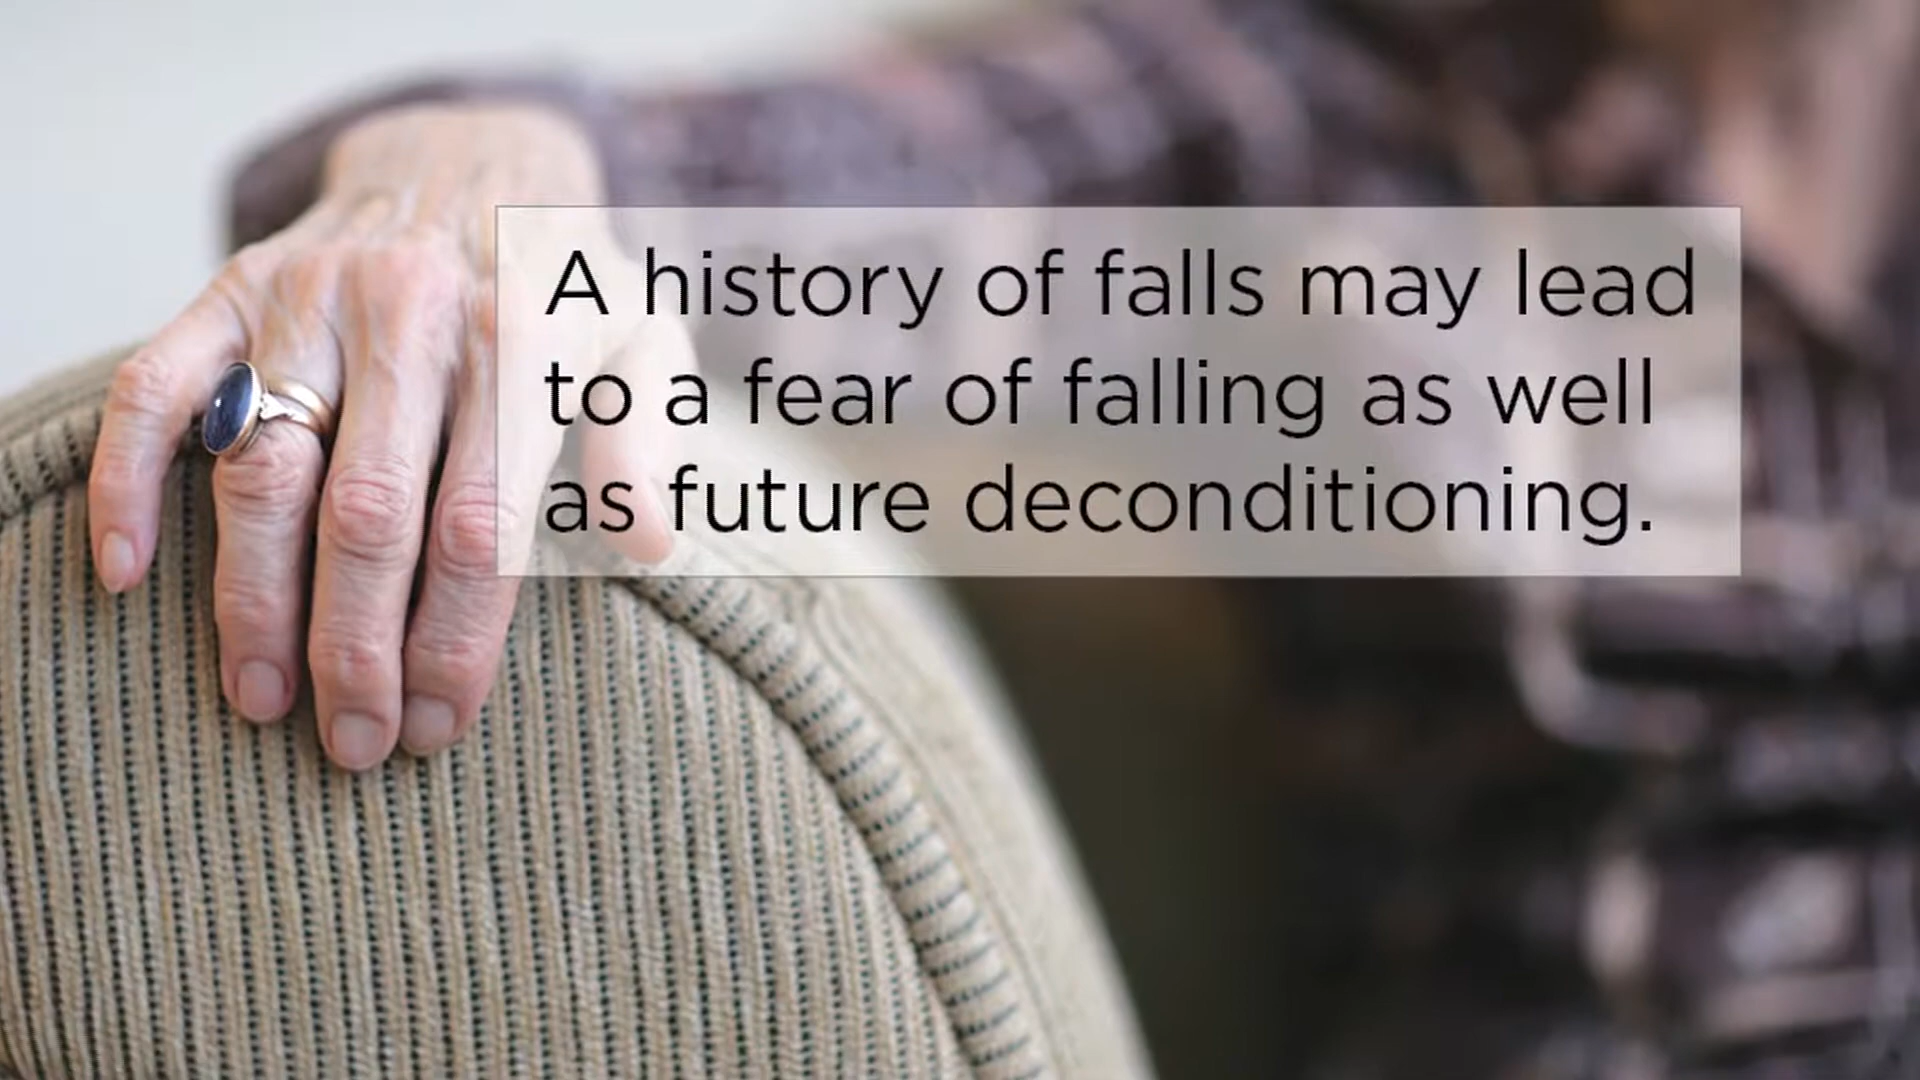 A history of falls may lead
to a fear of falling as well
as future deconditioning.